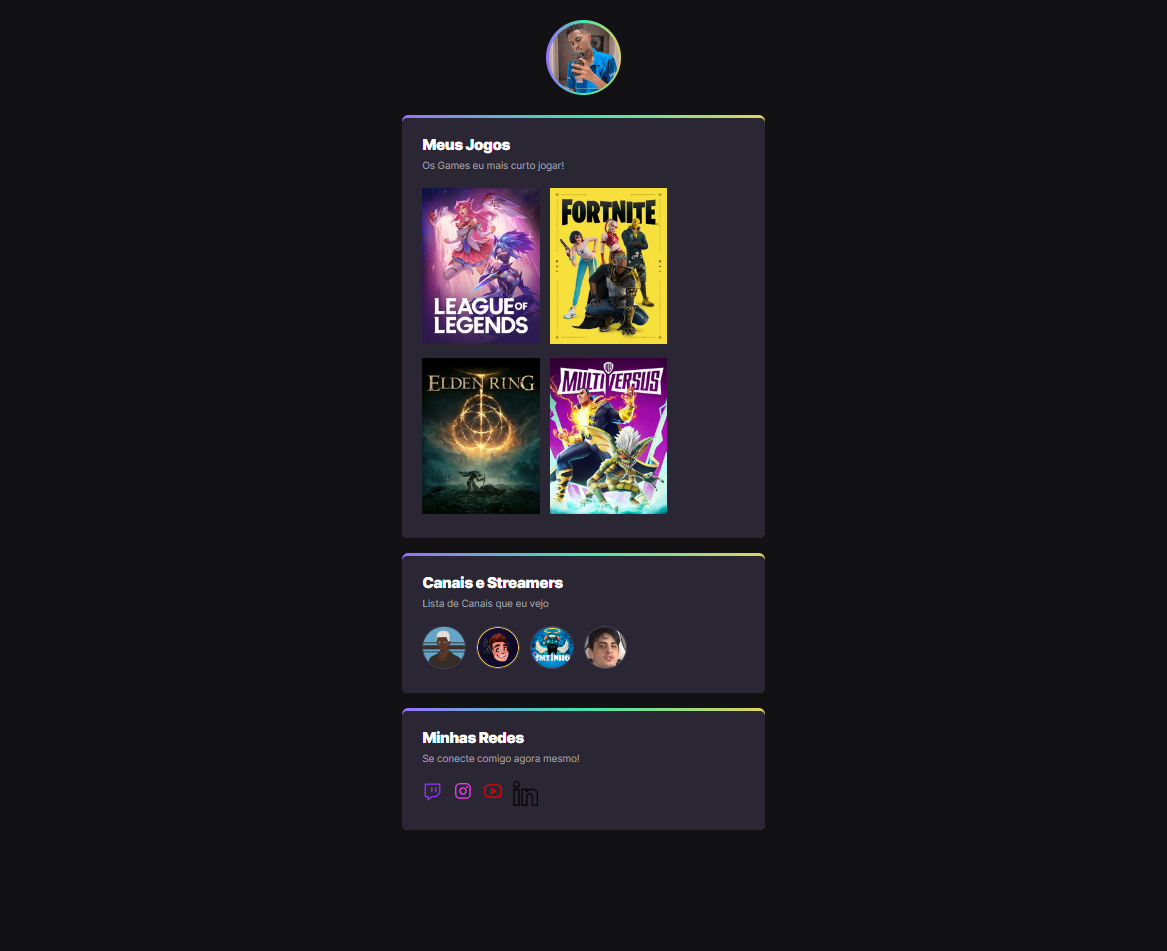 Meus Jogos
Os Games eu mais curto jogar!
LEAGUE OF
LEGENDS
FORTNITE
ELDEN RING
MULTIVERSUS
Canais e Streamers
Lista de Canais que eu vejo
Minhas Redes
Se conecte comigo agora mesmo!
in